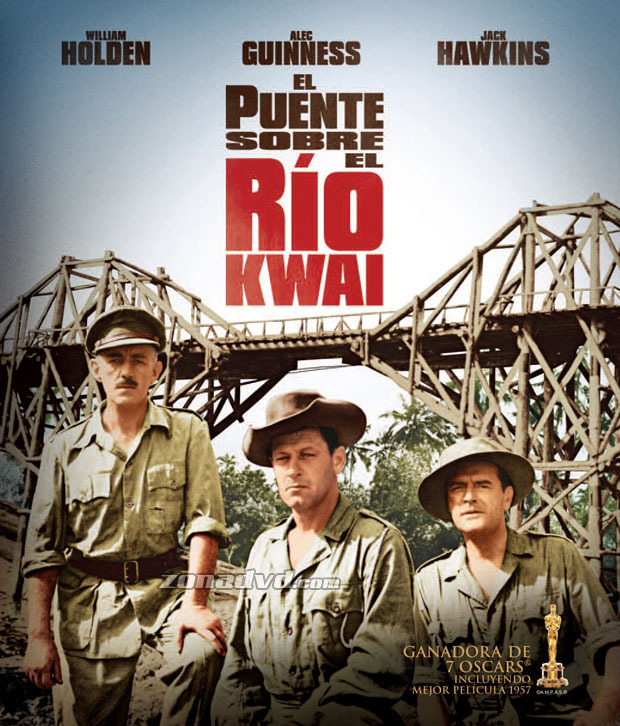 WILLIAM
HOLDEN
ALEC
GUINNESS
JACK
HAWKINS
EL
PUENTE
SOBRE
EL
RÍO
KWAI
zonadvd.com
GANADORA DE
7 OSCARS®
INCLUYENDO
MEJOR PELÍCULA 1957
©A.M.P.A.S.®